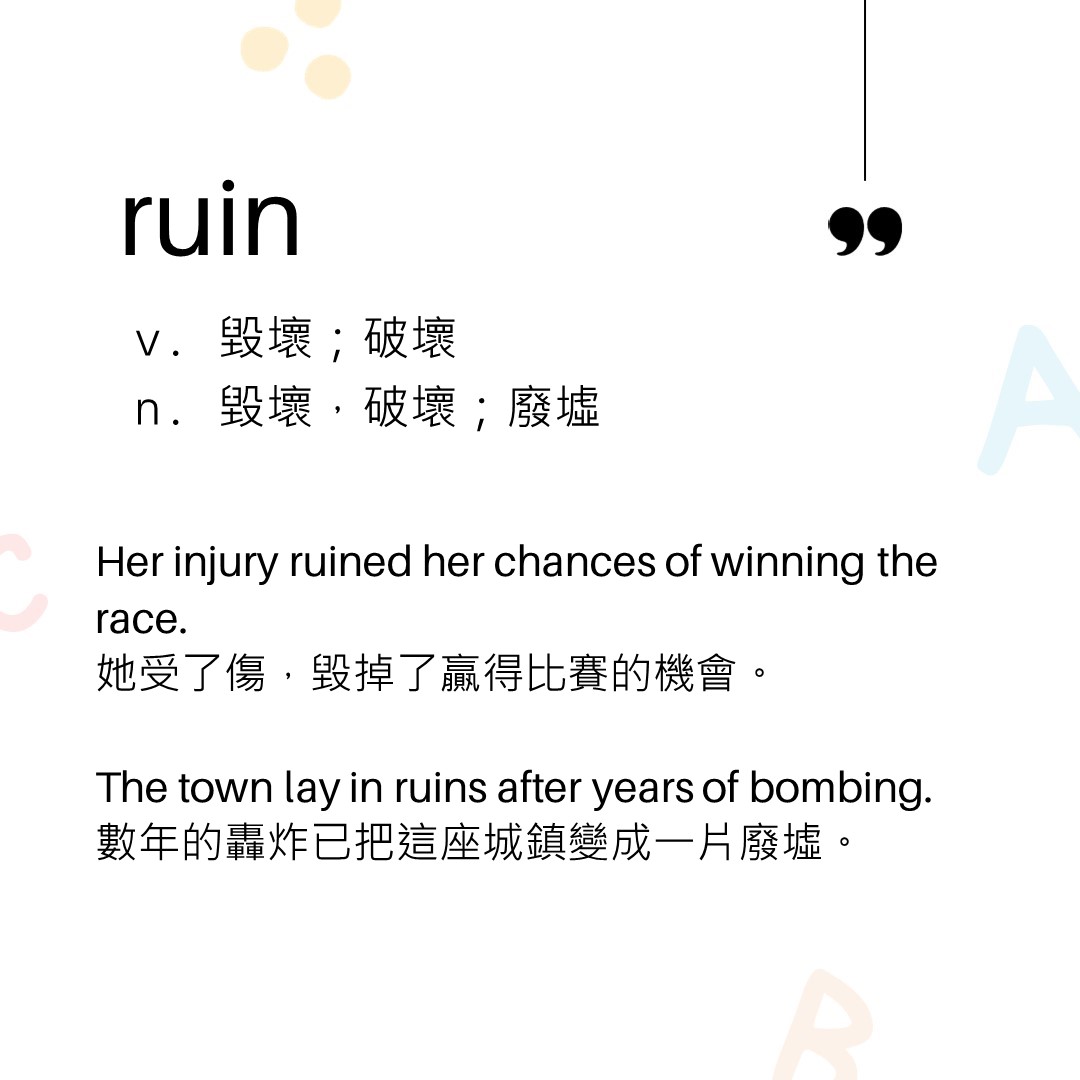 ruin
”
v. 毀壞；破壞
n. 毀壞，破壞；廢墟
Her injury ruined her chances of winning the
race.
她受了傷，毀掉了贏得比賽的機會。
The town lay in ruins after years of bombing.
數年的轟炸已把這座城鎮變成一片廢墟。
A
C
B